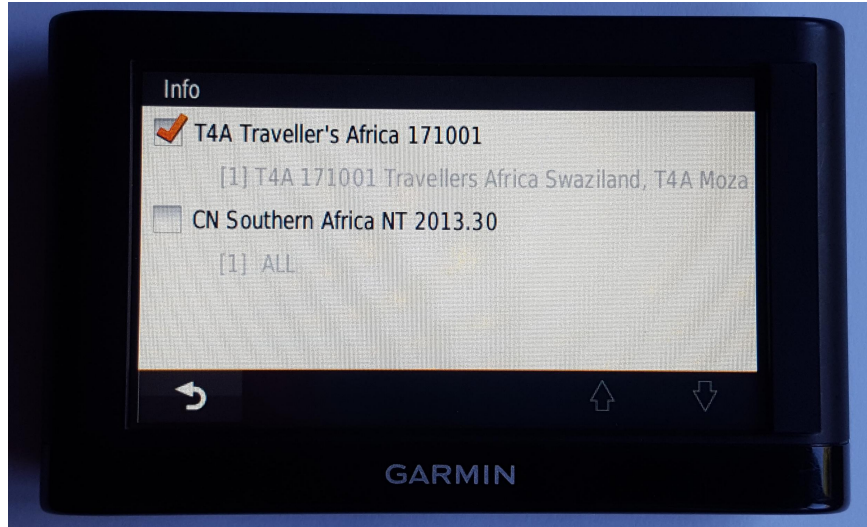 Info
T4A Traveller's Africa 171001
[1] T4A 171001 Travellers Africa Swaziland, T4A Moza
CN Southern Africa NT 2013.30
[1] ALL
GARMIN